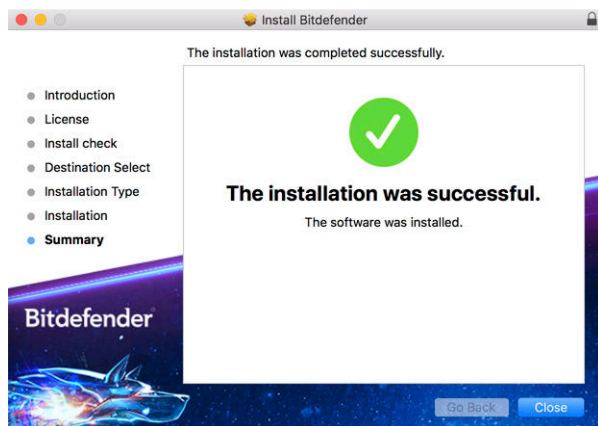 Install Bitdefender
The installation was completed successfully.
Introduction
License
Install check
Destination Select
Installation Type
Installation
Summary
The installation was successful.
The software was installed.
Bitdefender
Go Back
Close